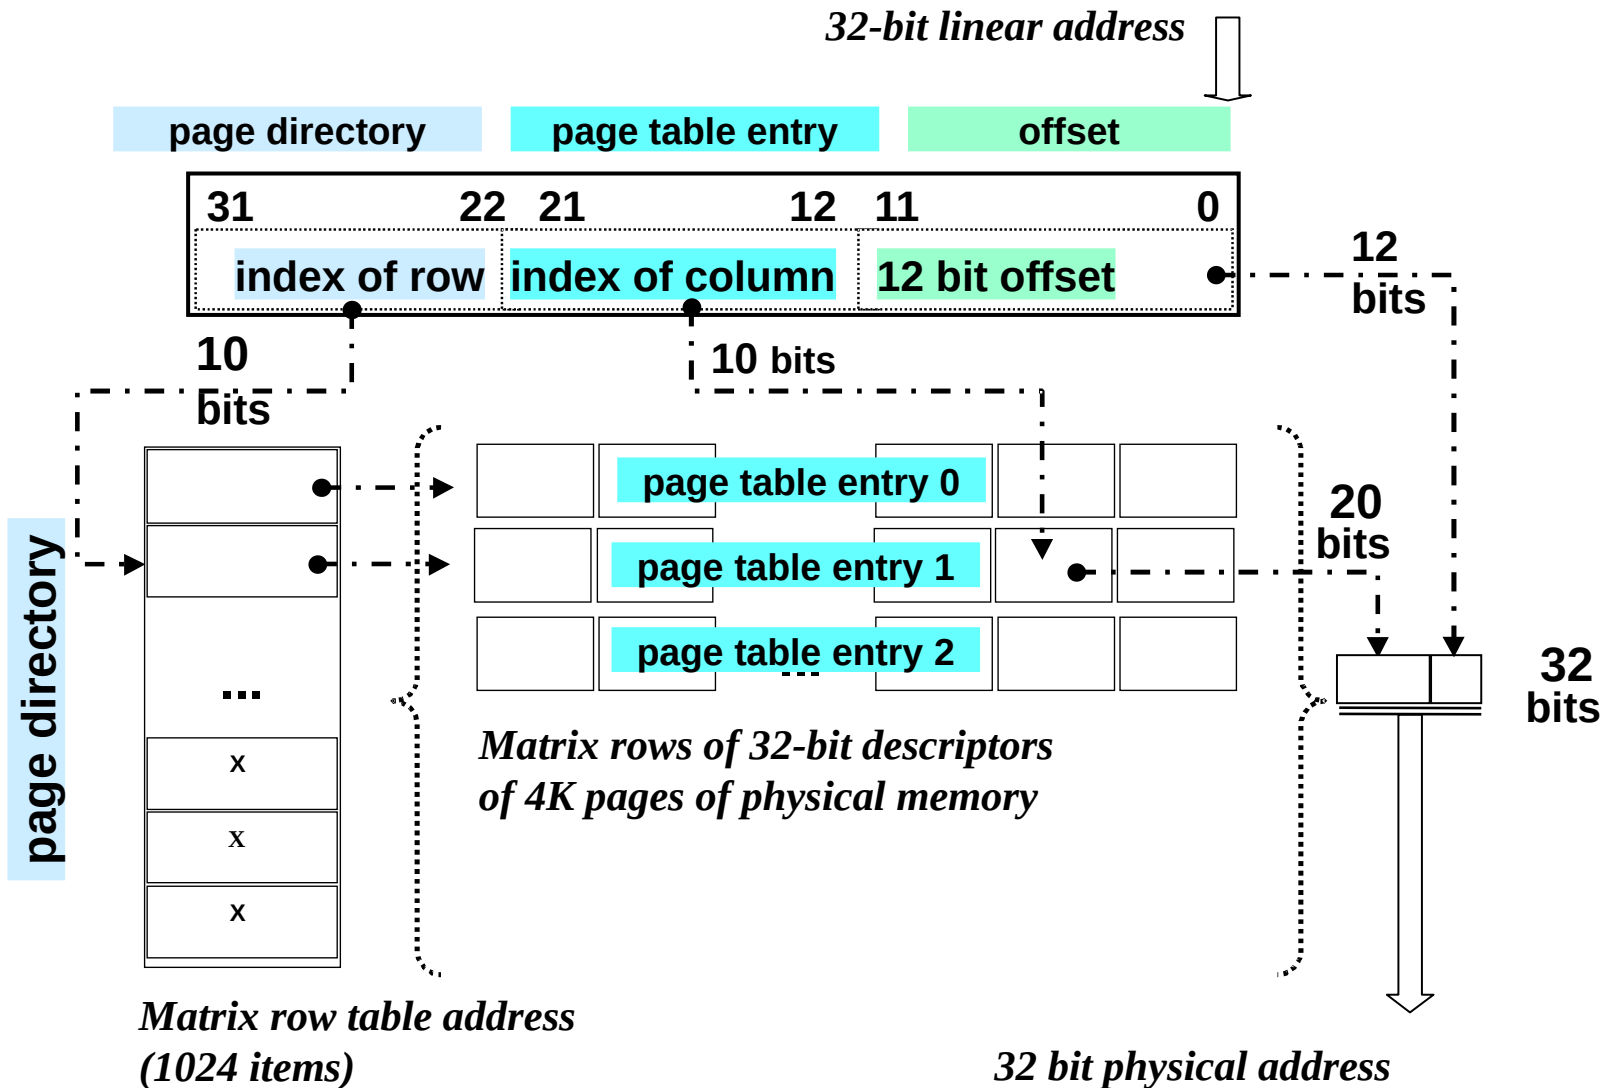 32-bit linear address
page directory
page table entry
offset
31 22 21 12 11 0
index of row
index of column
12 bit offset
12
bits
10
bits
10 bits
page directory
page table entry 0
page table entry 1
page table entry 2
...
...
20
bits
32
bits
x
x
x
Matrix rows of 32-bit descriptors
of 4K pages of physical memory
Matrix row table address
(1024 items)
32 bit physical address